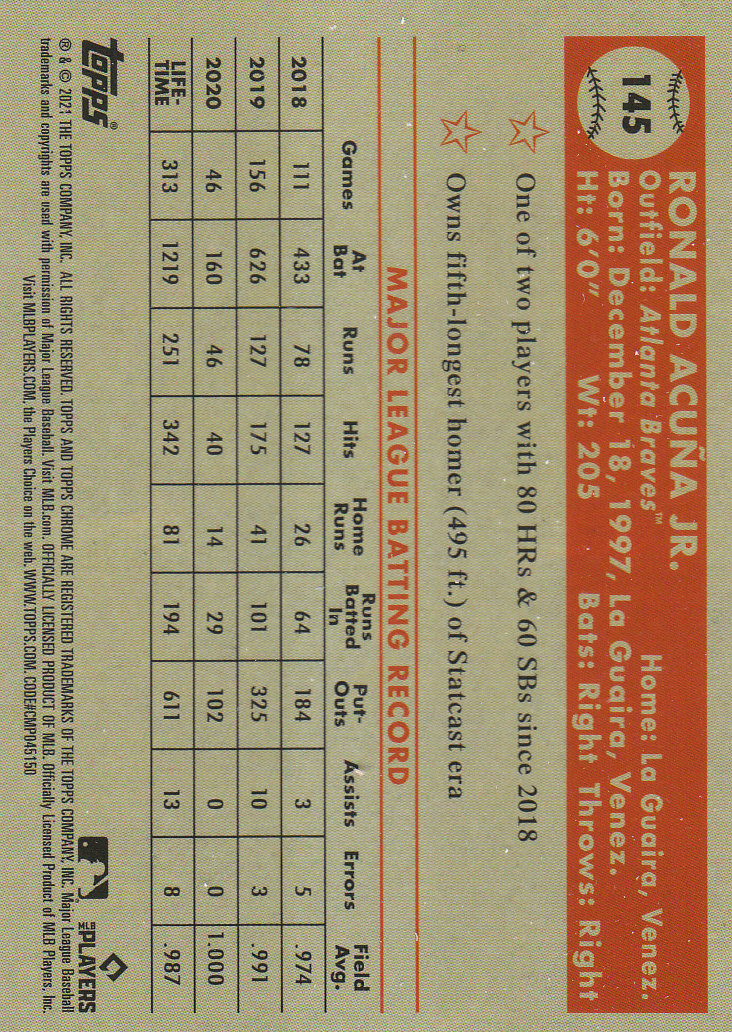 145
RONALD ACUÑA JR.
Outfield: Atlanta Braves™ Home: La Guaira, Venez.
Born: December 18, 1997, La Guaira, Venez.
Ht: 6'0" Wt: 205 Bats: Right Throws: Right
One of two players with 80 HRs & 60 SBs since 2018
Owns fifth-longest homer (495 ft.) of Statcast era
MAJOR LEAGUE BATTING RECORD
Games At Bat Runs Hits Home Runs Runs Batted In Put-Outs Assists Errors Field Avg.
2018 111 433 78 127 26 64 184 3 5 .974
2019 156 626 127 175 41 101 325 10 3 .991
2020 46 160 46 40 14 29 102 0 0 1.000
LIFE-TIME 313 1219 251 342 81 194 611 13 8 .987
topps®
MLB PLAYERS
® & © 2021 THE TOPPS COMPANY, INC. ALL RIGHTS RESERVED. TOPPS AND TOPPS CHROME ARE REGISTERED TRADEMARKS OF THE TOPPS COMPANY, INC. Major League Baseball
trademarks and copyrights are used with permission of Major League Baseball. Visit MLB.com. OFFICIALLY LICENSED PRODUCT OF MLB. Officially Licensed Product of MLB Players, Inc.
Visit MLBPLAYERS.COM, the Players Choice on the web. WWW.TOPPS.COM. CODE#CMP045150